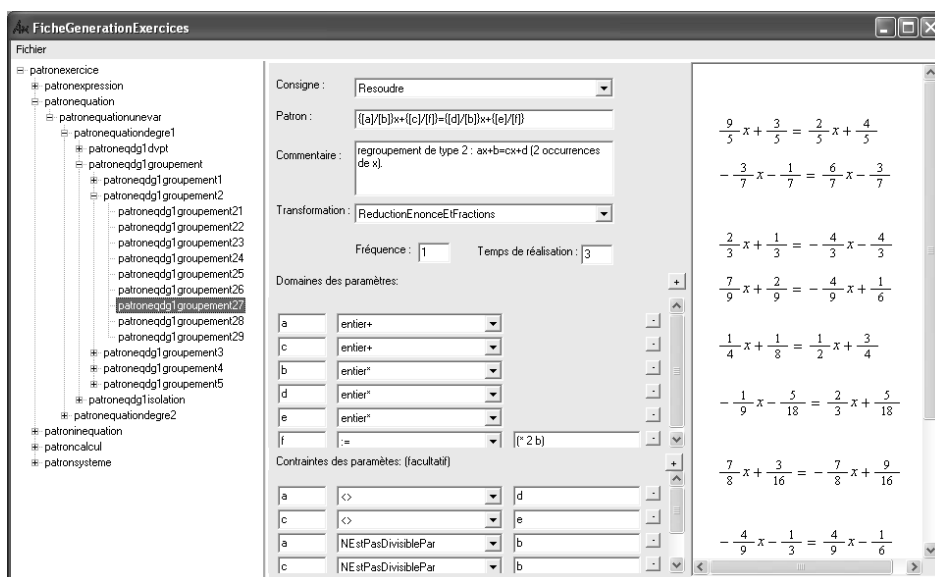 FicheGenerationExercices
Fichier
patronexercice
patronexpression
patronequation
patronequationunevar
patronequationdegre1
patroneqdg1dvpt
patroneqdg1groupement
patroneqdg1groupement1
patroneqdg1groupement2
patroneqdg1groupement21
patroneqdg1groupement22
patroneqdg1groupement23
patroneqdg1groupement24
patroneqdg1groupement25
patroneqdg1groupement26
patroneqdg1groupement27
patroneqdg1groupement28
patroneqdg1groupement29
patroneqdg1groupement3
patroneqdg1groupement4
patroneqdg1groupement5
patroneqdg1isolation
patronequationdegre2
patroninequation
patroncalcul
patronsysteme
Consigne : Resoudre
Patron : {[a]/[b]}x+{[c]/[f]}={[d]/[b]}x+{[e]/[f]}
Commentaire : regroupement de type 2 : ax+b=cx+d (2 occurrences
de x).
Transformation : ReductionEnonceEtFractions
Fréquence : 1 Temps de réalisation : 3
Domaines des paramètres: +
a entier+ -
c entier+ -
b entier* -
d entier* -
e entier* -
f := (* 2 b) -
Contraintes des paramètres: (facultatif) +
a <> d -
c <> e -
a NEstPasDivisiblePar b -
c NEstPasDivisiblePar b -
9/5 x + 3/5 = 2/5 x + 4/5
- 3/7 x - 1/7 = 6/7 x - 3/7
2/3 x + 1/3 = - 4/3 x - 4/3
7/9 x + 2/9 = - 4/9 x + 1/6
1/4 x + 1/8 = 1/2 x + 3/4
- 1/9 x - 5/18 = 2/3 x + 5/18
7/8 x + 3/16 = - 7/8 x + 9/16
- 4/9 x - 1/3 = 4/9 x - 1/6